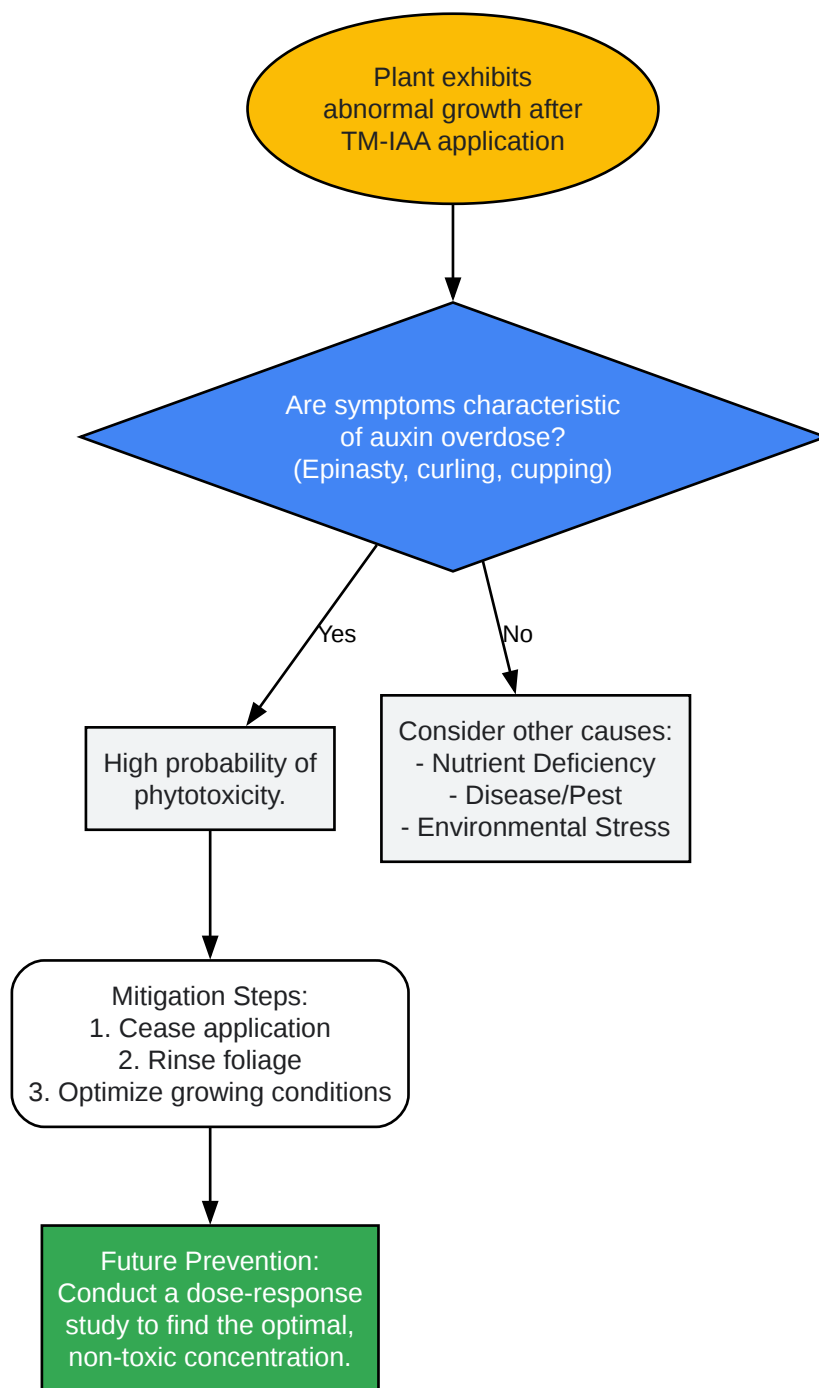 Plant exhibits
abnormal growth after
TM-IAA application
Are symptoms characteristic
of auxin overdose?
(Epinasty, curling, cupping)
Yes
No
High probability of
phytotoxicity.
Consider other causes:
- Nutrient Deficiency
- Disease/Pest
- Environmental Stress
Mitigation Steps:
1. Cease application
2. Rinse foliage
3. Optimize growing conditions
Future Prevention:
Conduct a dose-response
study to find the optimal,
non-toxic concentration.